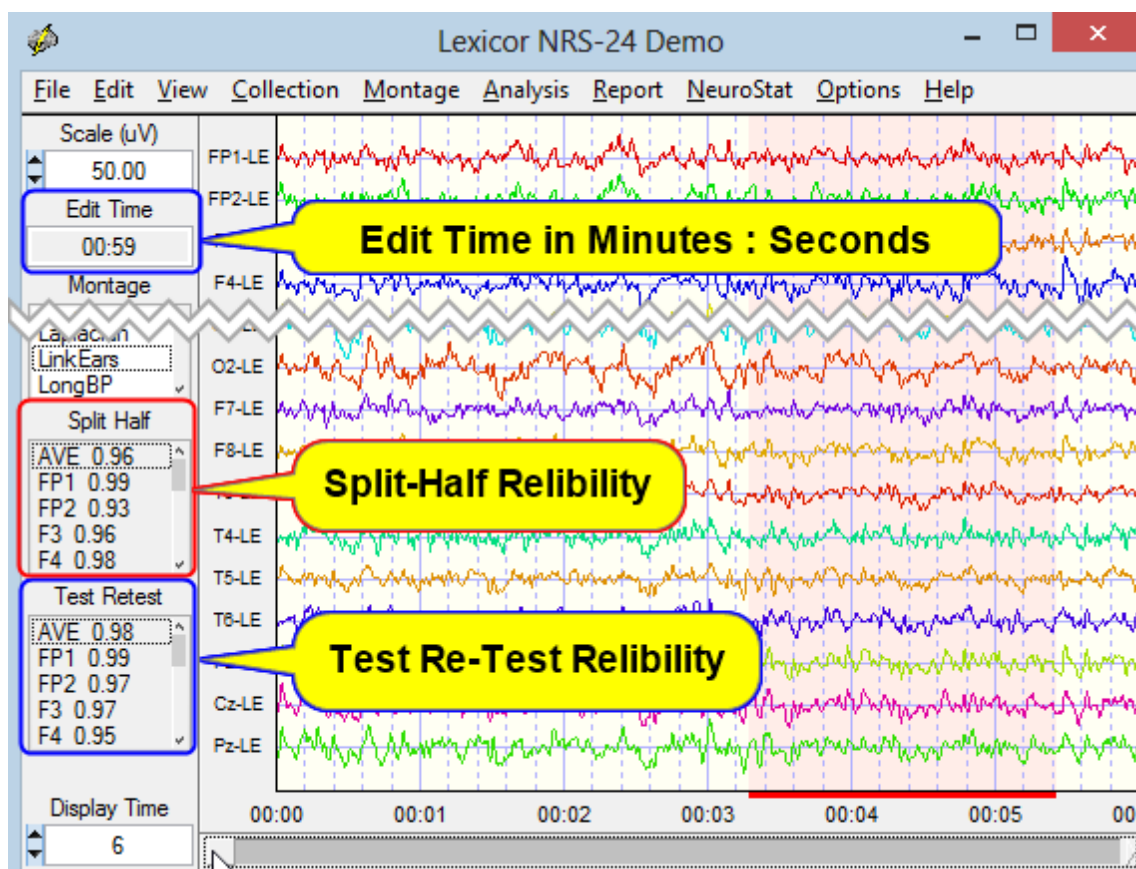 Lexicor NRS-24 Demo
File Edit View Collection Montage Analysis Report NeuroStat Options Help
Scale (uV)
50.00
Edit Time
00:59
Montage
LinkEars
LongBP
Split Half
AVE 0.96
FP1 0.99
FP2 0.93
F3 0.96
F4 0.98
Test Retest
AVE 0.98
FP1 0.99
FP2 0.97
F3 0.97
F4 0.95
Display Time
6
FP1-LE
FP2-LE
Edit Time in Minutes : Seconds
F4-LE
O2-LE
F7-LE
F8-LE
Split-Half Relibility
T4-LE
T5-LE
T6-LE
Test Re-Test Relibility
Cz-LE
Pz-LE
00:00 00:01 00:02 00:03 00:04 00:05 00